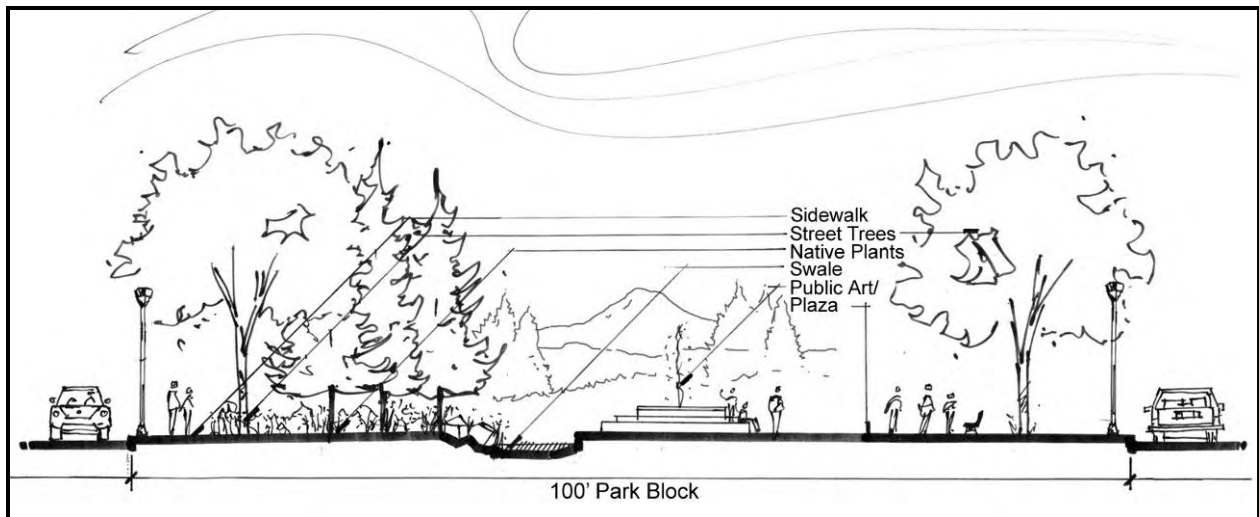 Sidewalk
Street Trees
Native Plants
Swale
Public Art/
Plaza
100' Park Block